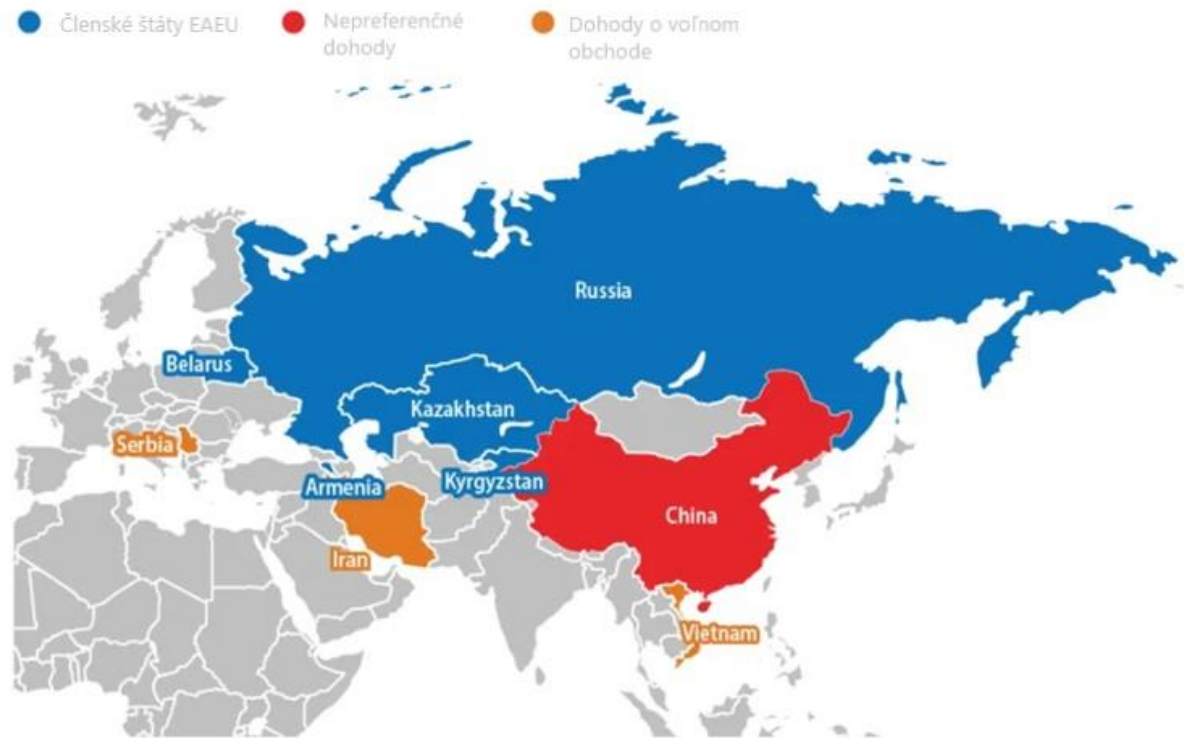 Členské štáty EAEU
Nepreferenčné
dohody
Dohody o voľnom
obchode
Russia
Belarus
Kazakhstan
Serbia
Armenia
Kyrgyzstan
China
Iran
Vietnam